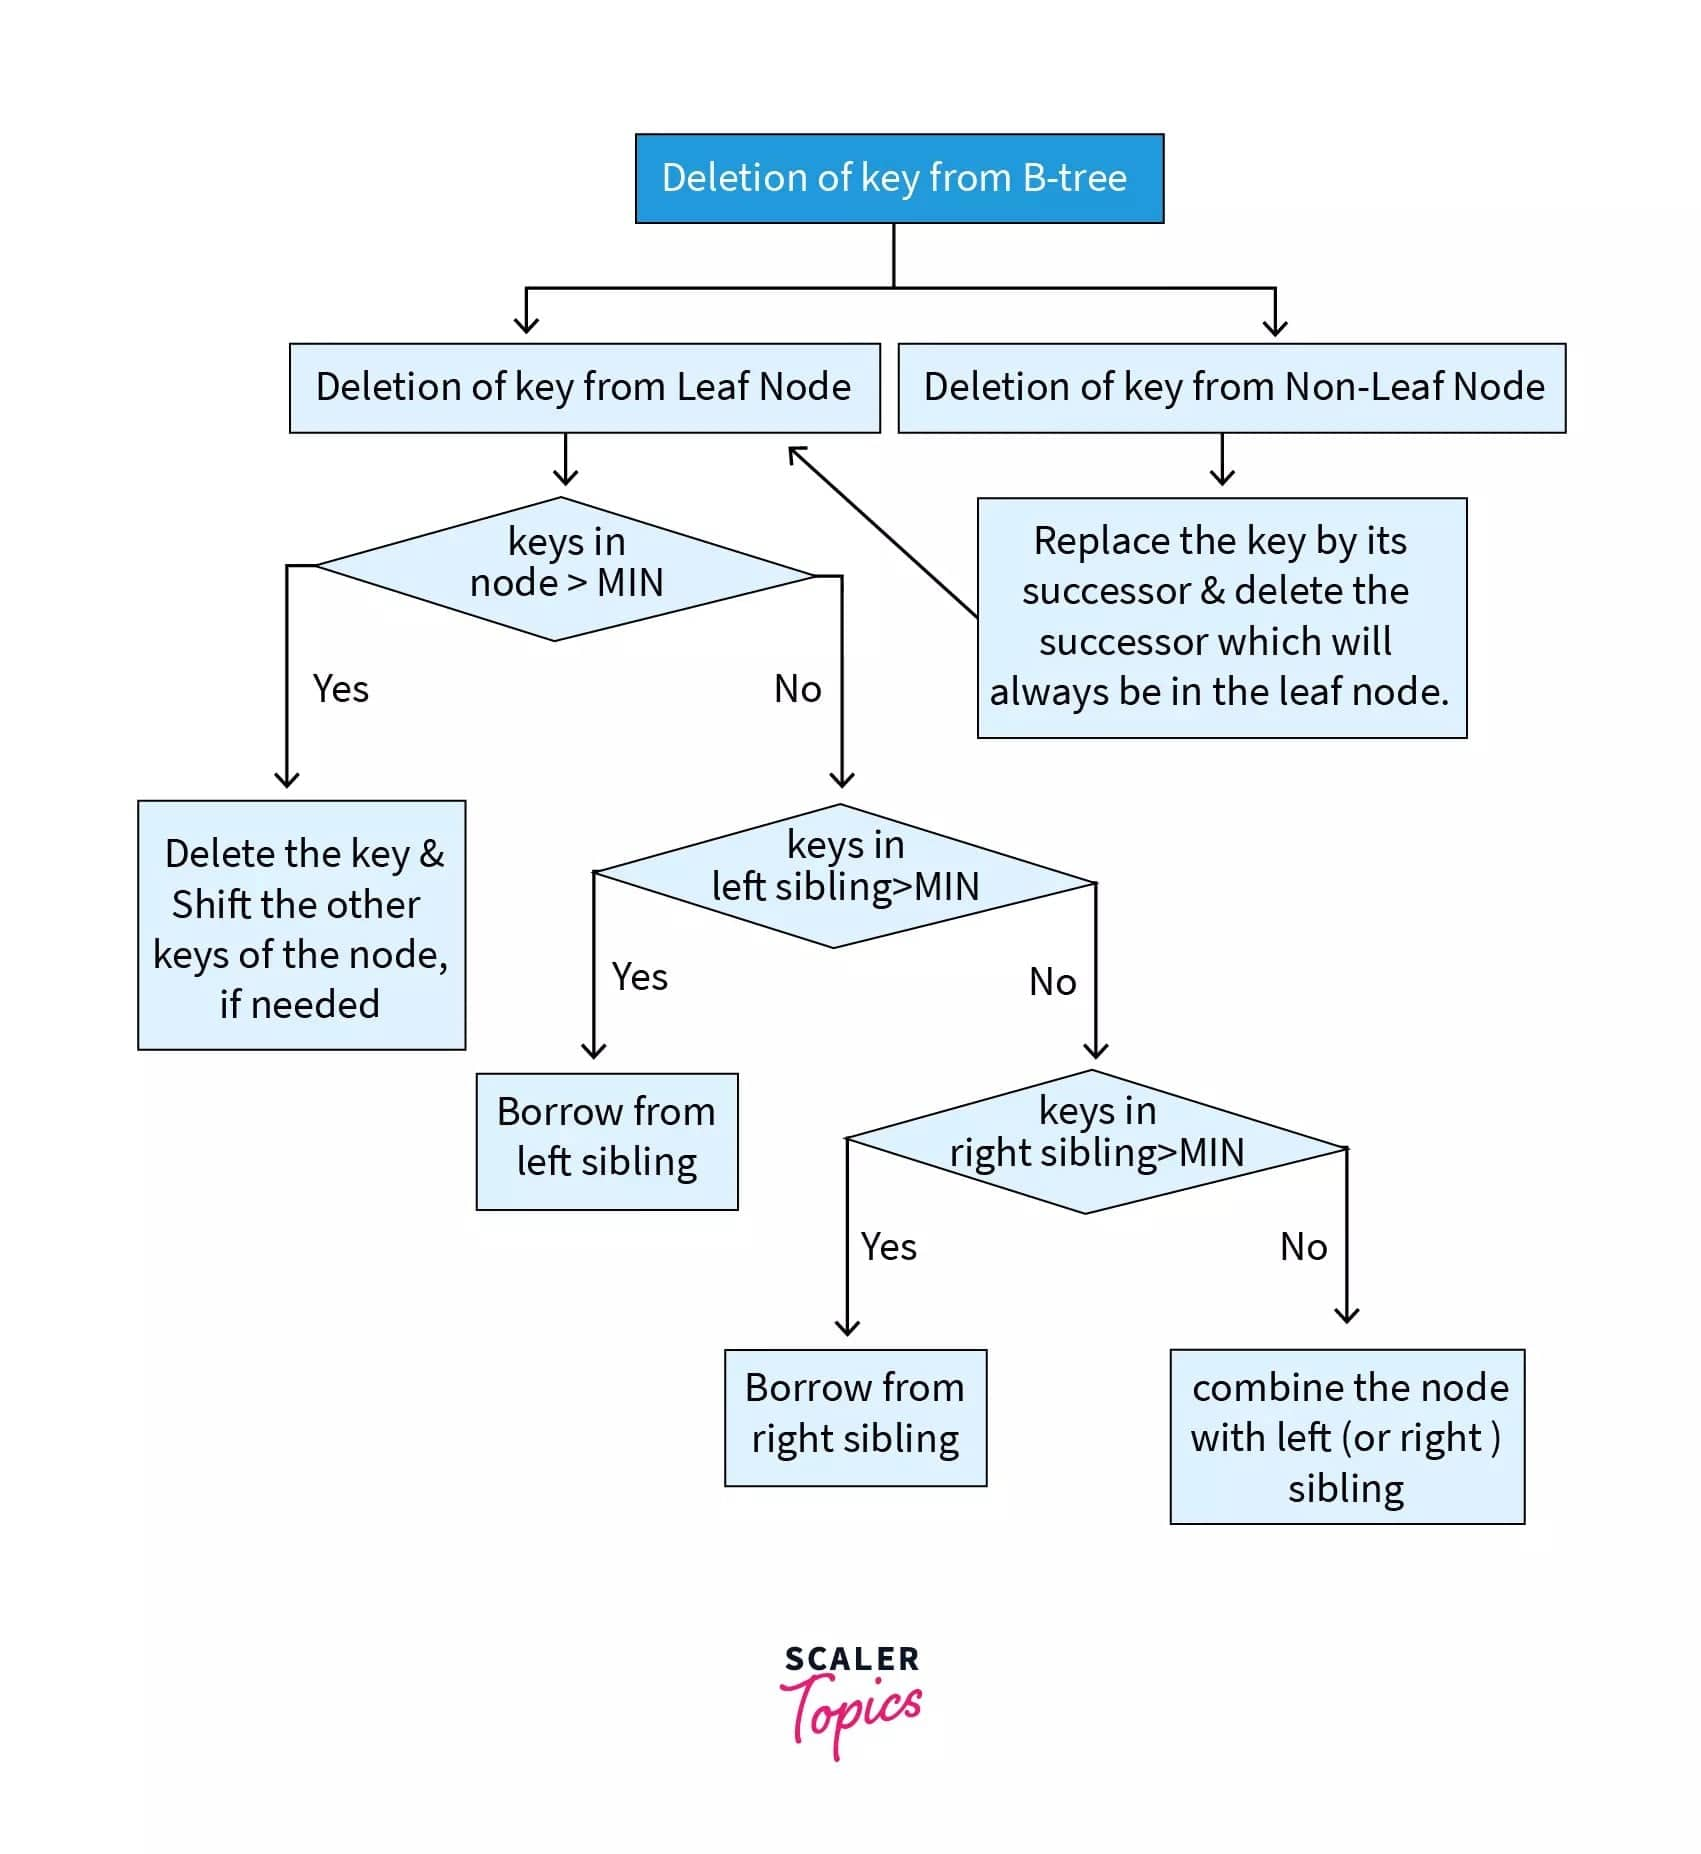 Deletion of key from B-tree
Deletion of key from Leaf Node
Deletion of key from Non-Leaf Node
keys in
node > MIN
Replace the key by its
successor & delete the
successor which will
always be in the leaf node.
Yes
No
Delete the key &
Shift the other
keys of the node,
if needed
keys in
left sibling>MIN
Yes
No
Borrow from
left sibling
keys in
right sibling>MIN
Yes
No
Borrow from
right sibling
combine the node
with left (or right )
sibling
SCALER
Topics